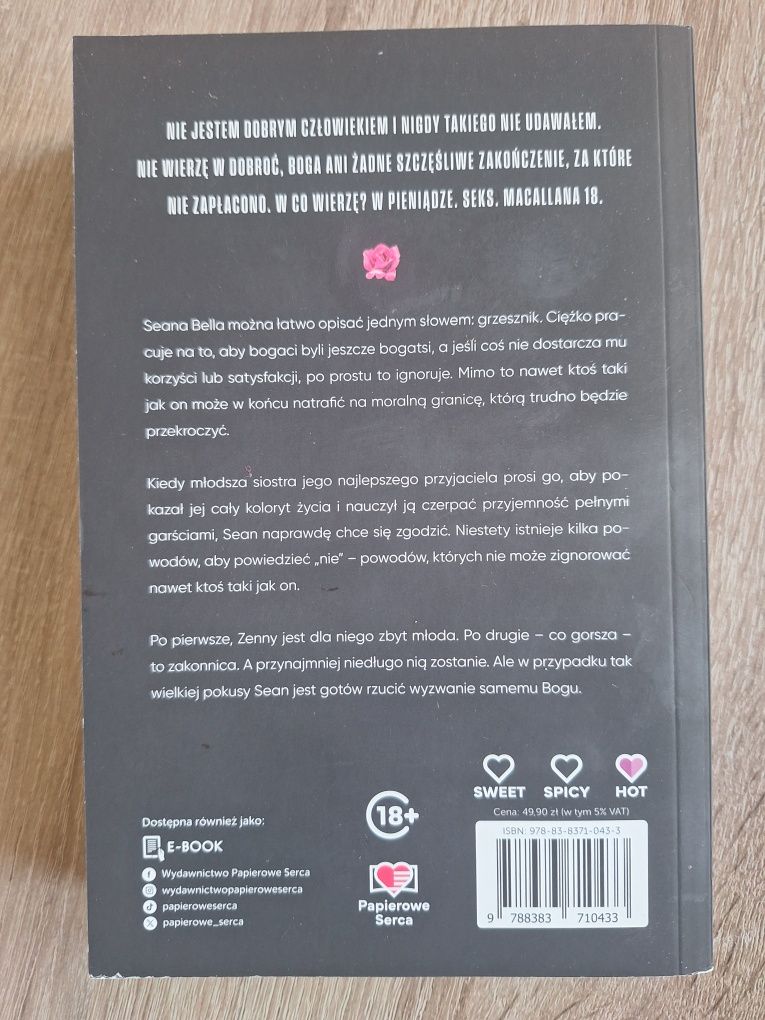 NIE JESTEM DOBRYM CZŁOWIEKIEM I NIGDY TAKIEGO NIE UDAWAŁEM.
NIE WIERZĘ W DOBROĆ, BOGA ANI ŻADNE SZCZĘŚLIWE ZAKOŃCZENIE, ZA KTÓRE
NIE ZAPŁACONO. W CO WIERZĘ? W PIENIĄDZE. SEKS. MACALLANA 18.
Seana Bella można łatwo opisać jednym słowem: grzesznik. Ciężko pra-
cuje na to, aby bogaci byli jeszcze bogatsi, a jeśli coś nie dostarcza mu
korzyści lub satysfakcji, po prostu to ignoruje. Mimo to nawet ktoś taki
jak on może w końcu natrafić na moralną granicę, którą trudno będzie
przekroczyć.
Kiedy młodsza siostra jego najlepszego przyjaciela prosi go, aby po-
kazał jej cały koloryt życia i nauczył ją czerpać przyjemność pełnymi
garściami, Sean naprawdę chce się zgodzić. Niestety istnieje kilka po-
wodów, aby powiedzieć „nie” – powodów, których nie może zignorować
nawet ktoś taki jak on.
Po pierwsze, Zenny jest dla niego zbyt młoda. Po drugie – co gorsza –
to zakonnica. A przynajmniej niedługo nią zostanie. Ale w przypadku tak
wielkiej pokusy Sean jest gotów rzucić wyzwanie samemu Bogu.
SWEET SPICY HOT
Cena: 49,90 zł (w tym 5% VAT)
ISBN: 978-83-8371-043-3
9 788383 710433
18+
Papierowe
Serca
Dostępna również jako:
E-BOOK
Wydawnictwo Papierowe Serca
wydawnictwopapieroweserca
papieroweserca
papierowe_serca